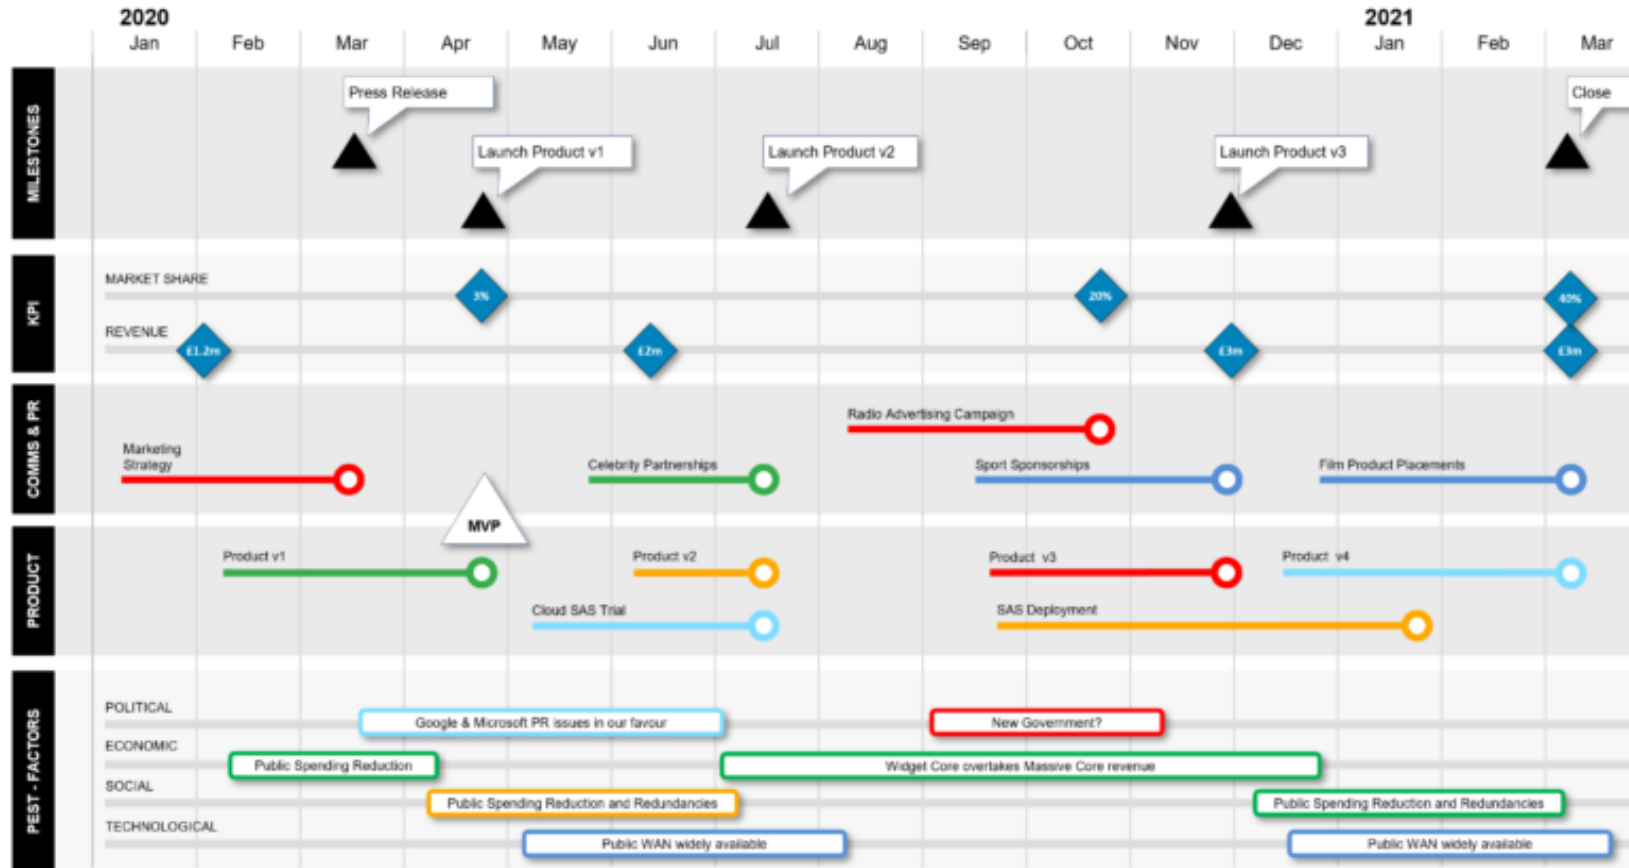 2020
2021
Jan
Feb
Mar
Apr
May
Jun
Jul
Aug
Sep
Oct
Nov
Dec
Jan
Feb
Mar
MILESTONES
Press Release
Close
Launch Product v1
Launch Product v2
Launch Product v3
KPI
MARKET SHARE
3%
20%
40%
REVENUE
£1.2m
£2m
£3m
£3m
COMMS & PR
Radio Advertising Campaign
Marketing
Strategy
Celebrity Partnerships
Sport Sponsorships
Film Product Placements
MVP
PRODUCT
Product v1
Product v2
Product v3
Product v4
Cloud SAS Trial
SAS Deployment
PEST - FACTORS
POLITICAL
Google & Microsoft PR issues in our favour
New Government?
ECONOMIC
Public Spending Reduction
Widget Core overtakes Massive Core revenue
SOCIAL
Public Spending Reduction and Redundancies
Public Spending Reduction and Redundancies
TECHNOLOGICAL
Public WAN widely available
Public WAN widely available